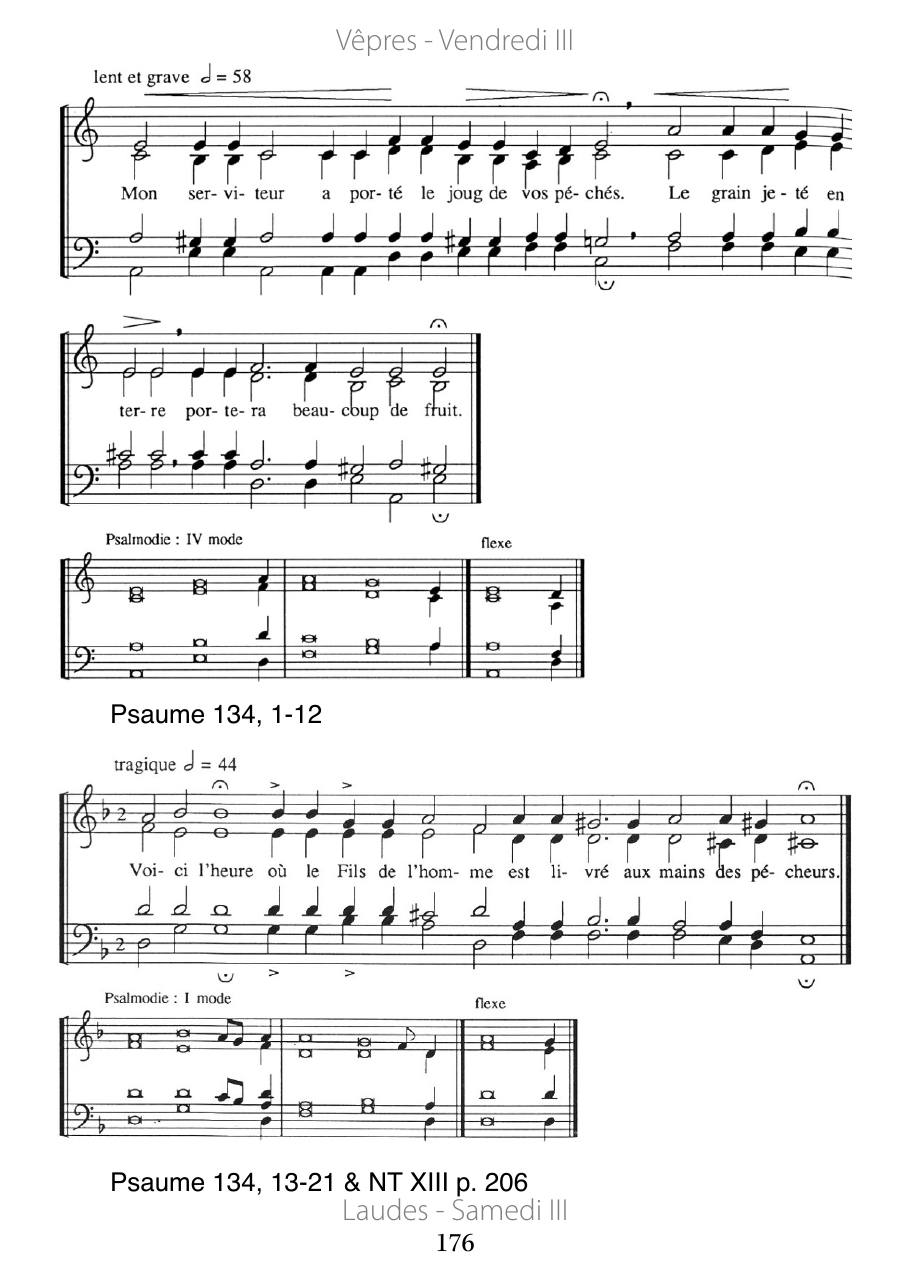 Vêpres - Vendredi III
lent et grave 𝅗𝅥 = 58
Mon ser- vi- teur a por- té le joug de vos pé- chés. Le grain je - té en
ter- re por- te- ra beau- coup de fruit.
Psalmodie : IV mode flexe
Psaume 134, 1-12
tragique 𝅗𝅥 = 44
2
Voi- ci l'heure où le Fils de l'hom- me est li- vré aux mains des pé- cheurs.
2
Psalmodie : I mode flexe
Psaume 134, 13-21 & NT XIII p. 206
Laudes - Samedi III
176